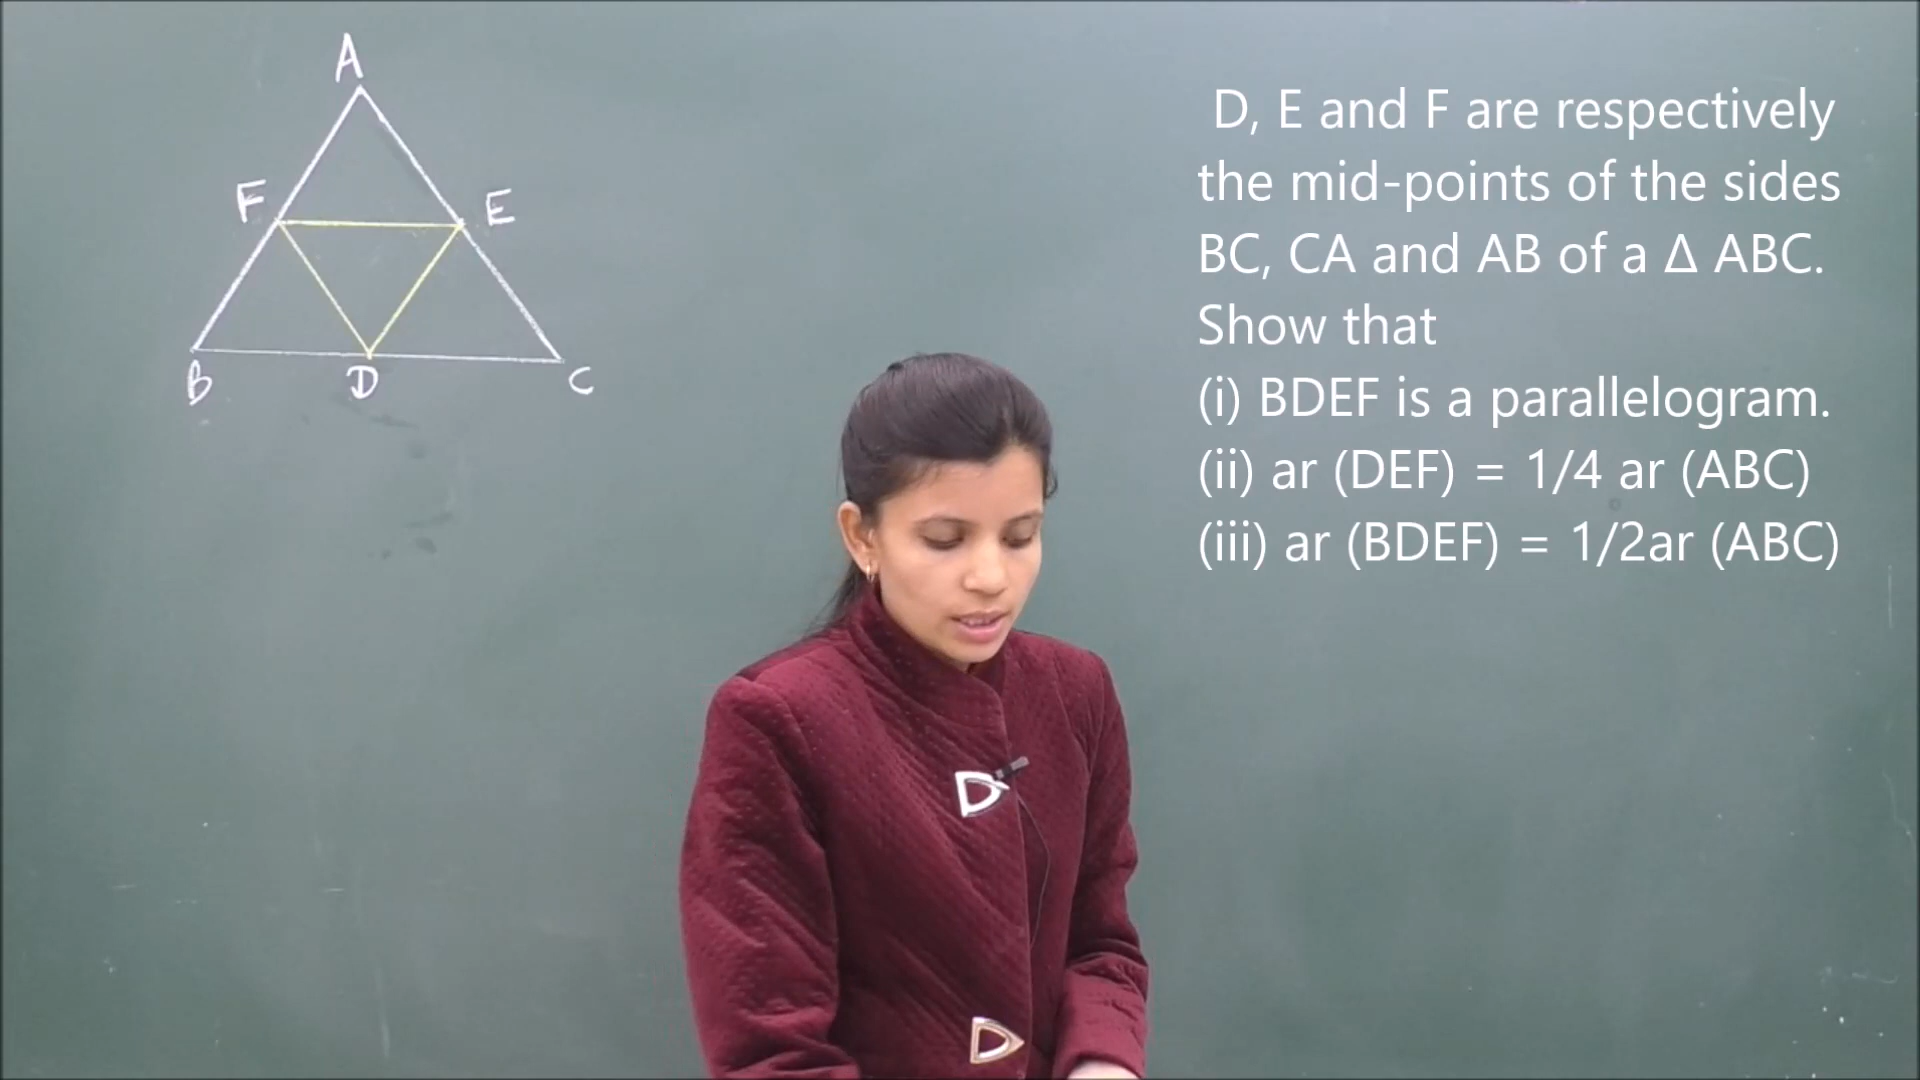 A
F
E
B
D
C
D, E and F are respectively
the mid-points of the sides
BC, CA and AB of a Δ ABC.
Show that
(i) BDEF is a parallelogram.
(ii) ar (DEF) = 1/4 ar (ABC)
(iii) ar (BDEF) = 1/2ar (ABC)